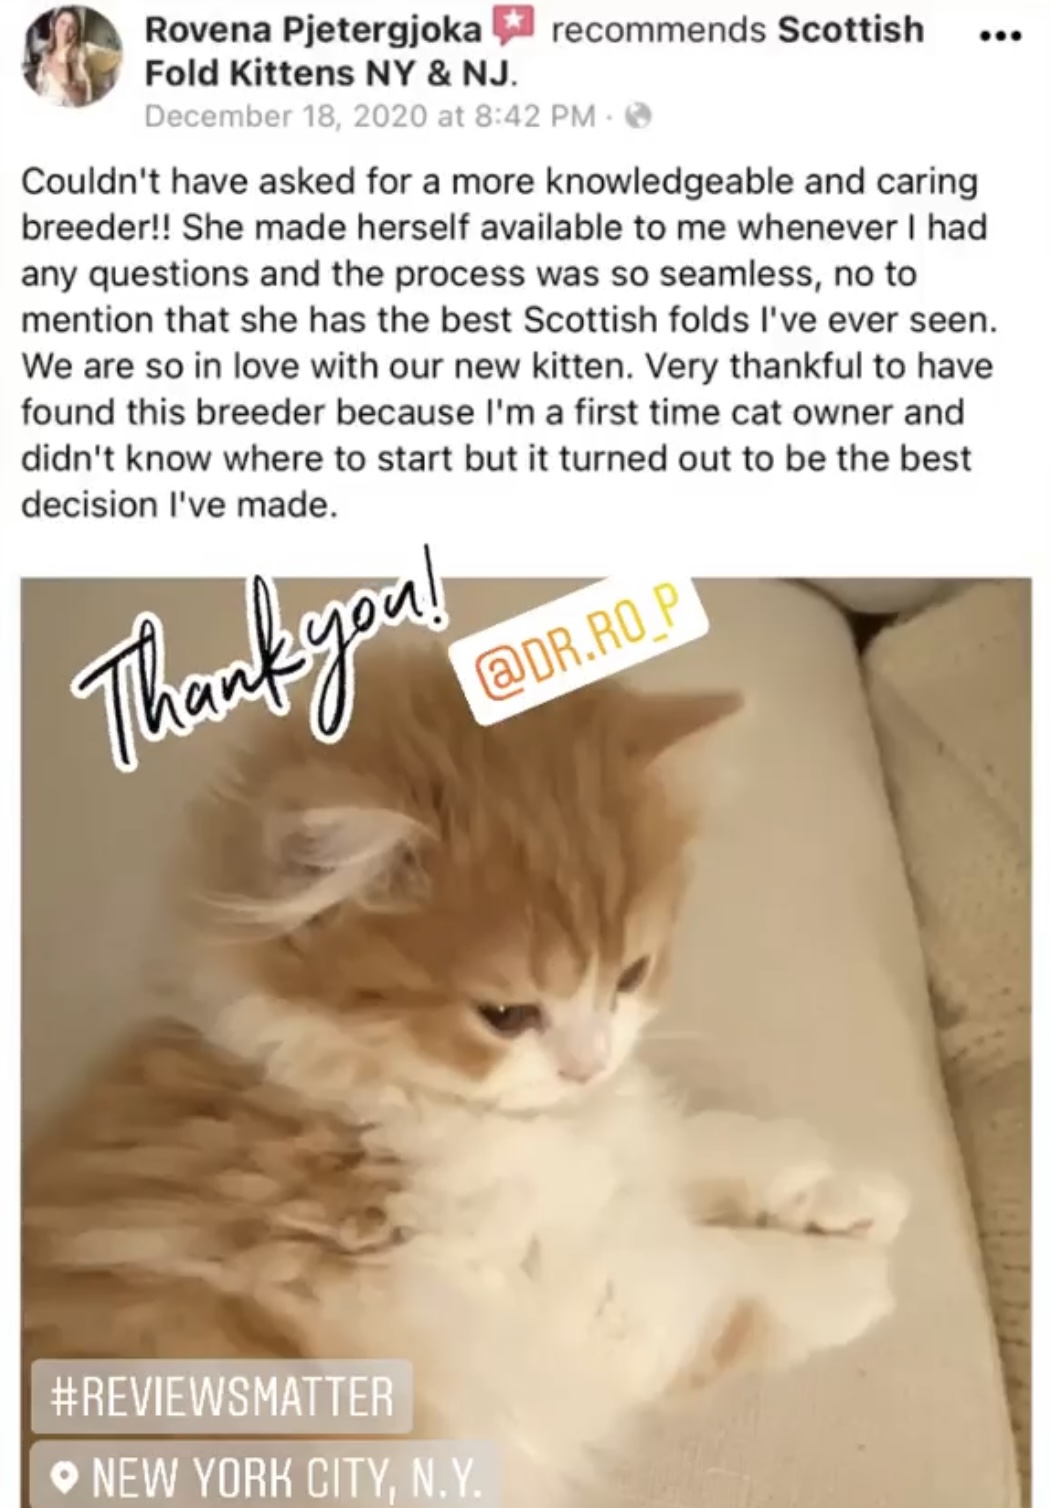 Rovena Pjetergjoka recommends Scottish
Fold Kittens NY & NJ.
December 18, 2020 at 8:42 PM ·
Couldn't have asked for a more knowledgeable and caring
breeder!! She made herself available to me whenever I had
any questions and the process was so seamless, no to
mention that she has the best Scottish folds I've ever seen.
We are so in love with our new kitten. Very thankful to have
found this breeder because I'm a first time cat owner and
didn't know where to start but it turned out to be the best
decision I've made.
Thank you!
@DR.RO_P
#REVIEWSMATTER
NEW YORK CITY, N.Y.